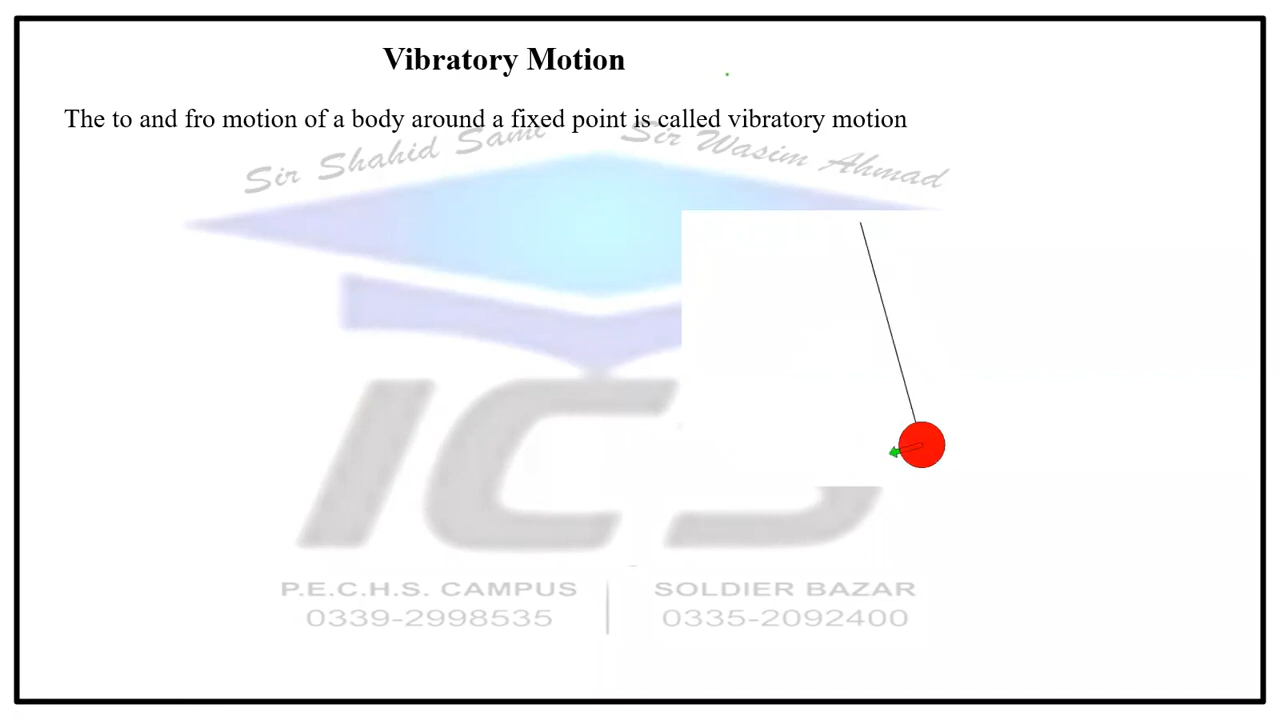 Vibratory Motion
The to and fro motion of a body around a fixed point is called vibratory motion
Sir Shahid Sami Sir Wasim Ahmad
ICS
P.E.C.H.S. CAMPUS SOLDIER BAZAR
0339-2998535 0335-2092400